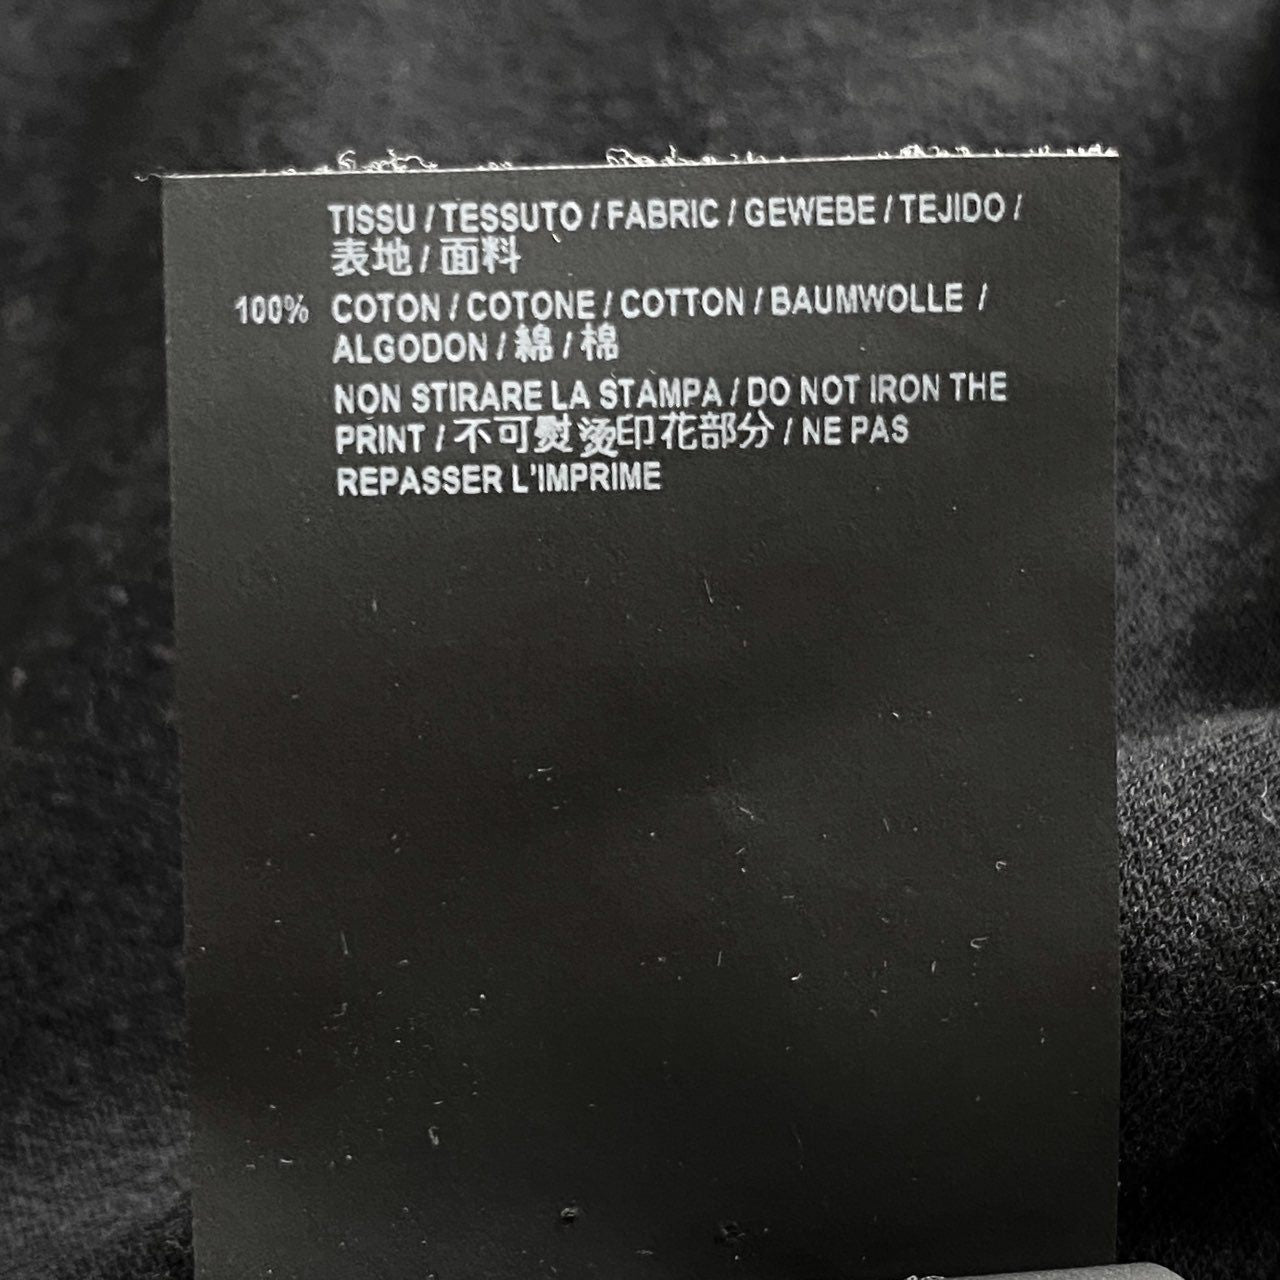 TISSU / TESSUTO / FABRIC / GEWEBE / TEJIDO /
表地 / 面料
100% COTON / COTONE / COTTON / BAUMWOLLE /
ALGODON / 綿 / 棉
NON STIRARE LA STAMPA / DO NOT IRON THE
PRINT / 不可熨烫印花部分 / NE PAS
REPASSER L'IMPRIME